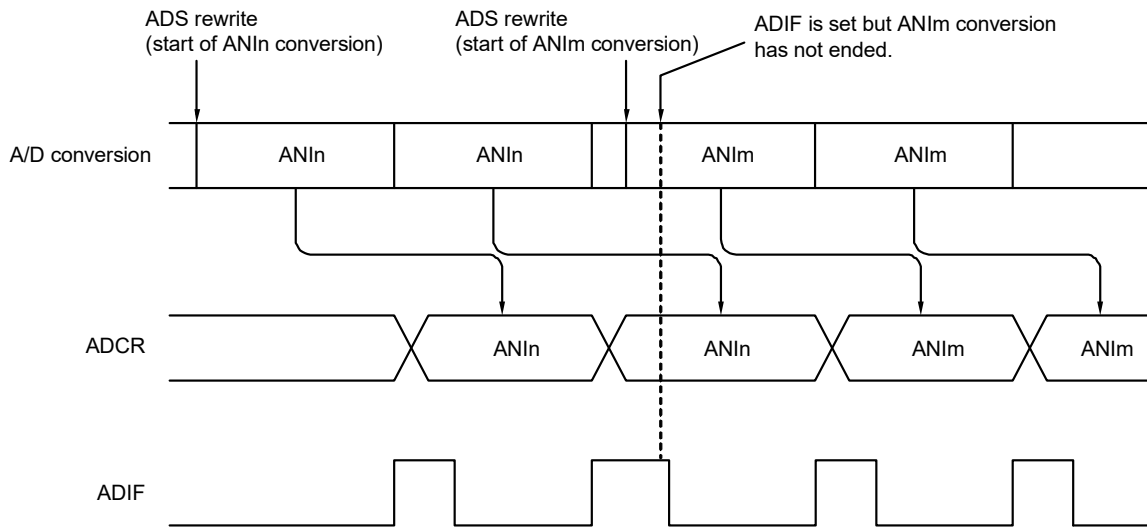 ADS rewrite
(start of ANIn conversion)
ADS rewrite
(start of ANIm conversion)
ADIF is set but ANIm conversion
has not ended.
A/D conversion
ANIn
ANIn
ANIm
ANIm
ADCR
ANIn
ANIn
ANIm
ANIm
ADIF